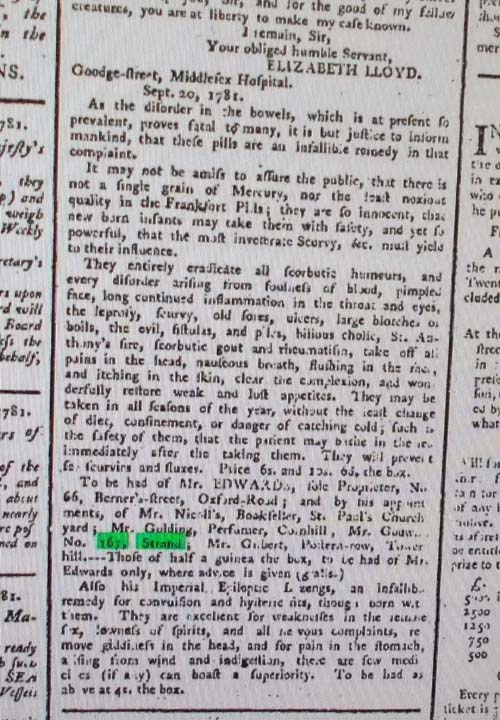 creatures, you are at liberty to make my case known.
I remain, Sir,
Your obliged humble Servant,
ELIZABETH LLOYD.
Goodge-street, Middlesex Hospital.
Sept. 20, 1781.
As the disorder in the bowels, which is at present so
prevalent, proves fatal to many, it is but justice to inform
mankind, that these pills are an infallible remedy in that
complaint.
It may not be amiss to assure the public, that there is
not a single grain of Mercury, nor the least noxious
quality in the Frankfort Pills; they are so innocent, that
new born infants may take them with safety, and yet so
powerful, that the most inveterate Scurvy, &c. must yield
to their influence.
They entirely eradicate all scorbutic humours, and
every disorder arising from foulness of blood, pimpled
face, long continued inflammation in the throat and eyes,
the leprosy, scurvy, old sores, ulcers, large blotches or
boils, the evil, fistulas, and piles, bilious cholic, St. An-
thony's fire, scorbutic gout and rheumatism, take off all
pains in the head, nauseous breath, flushing in the face,
and itching in the skin, clear the complexion, and won-
derfully restore weak and lost appetites. They may be
taken in all seasons of the year, without the least change
of diet, confinement, or danger of catching cold; such is
the safety of them, that the patient may bathe in the sea
immediately after the taking them. They will prevent
sea scurvies and fluxes. Price 6s. and 10s. 6d. the box.
To be had of Mr. EDWARDS, sole Proprietor, No.
66, Berner's-street, Oxford-Road; and by his appoint
ments, of Mr. Nicoll's, Bookseller, St. Paul's Church
yard; Mr. Golding, Perfumer, Cornhill, Mr.
No. 167, Strand; Mr. Gilbert, Postern-row, Tower
hill.----Those of half a guinea the box, to be had of Mr.
Edwards only, where advice is given (gratis.)
Also his Imperial Epileptic Lozengs, an infallible
remedy for convulsion and hysteric fits, though born with
them. They are excellent for weaknesses in the female
sex, lowness of spirits, and all nervous complaints, re
move giddiness in the head, and for pain in the stomach,
arising from wind and indigestion, there are few medi
cines (if any) can boast a superiority. To be had as
above at 4s. the box.